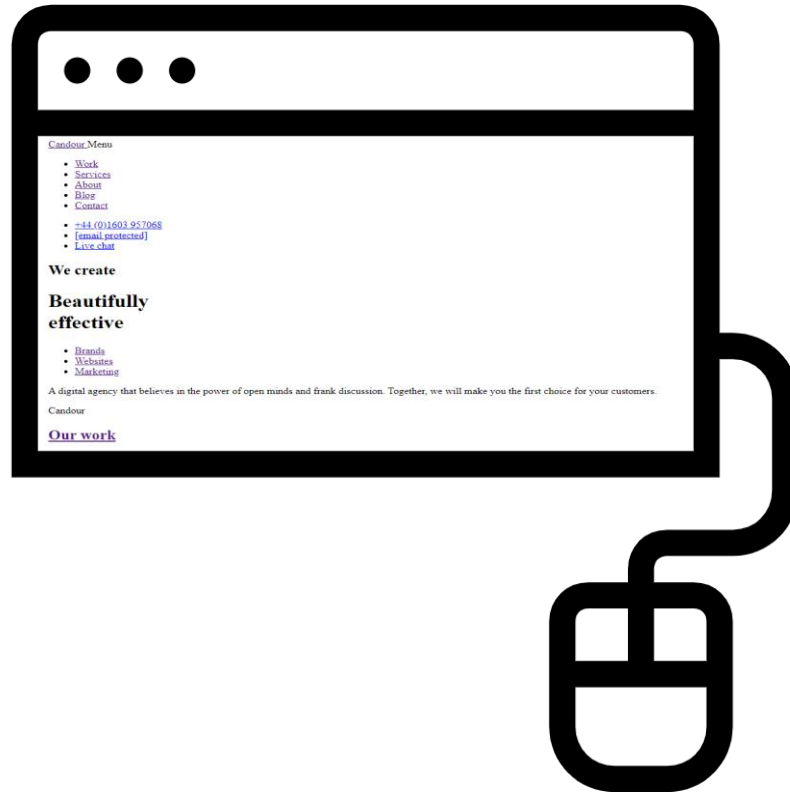 Candour Menu
Work
Services
About
Blog
Contact
+44 (0)1603 957068
[email protected]
Live chat
We create
Beautifully
effective
Brands
Websites
Marketing
A digital agency that believes in the power of open minds and frank discussion. Together, we will make you the first choice for your customers.
Candour
Our work